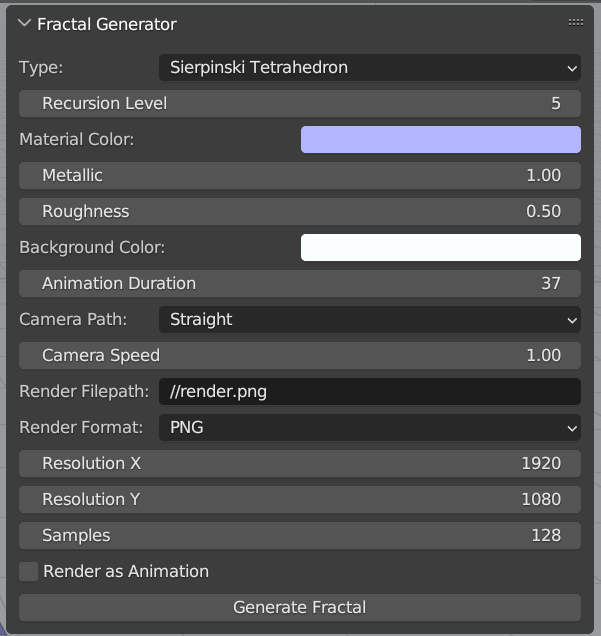 Fractal Generator
Type: Sierpinski Tetrahedron
Recursion Level 5
Material Color:
Metallic 1.00
Roughness 0.50
Background Color:
Animation Duration 37
Camera Path: Straight
Camera Speed 1.00
Render Filepath: //render.png
Render Format: PNG
Resolution X 1920
Resolution Y 1080
Samples 128
Render as Animation
Generate Fractal